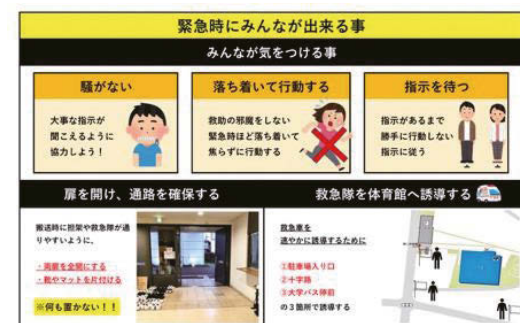 緊急時にみんなが出来る事
みんなが気をつける事
騒がない
大事な指示が
聞こえるように
協力しよう！
落ち着いて行動する
救助の邪魔をしない
緊急時ほど落ち着いて
焦らずに行動する
指示を待つ
指示があるまで
勝手に行動しない
指示に従う
扉を開け、通路を確保する
搬送時に担架や救急隊が通
りやすいように、
・両扉を全開にする
・靴やマットを片付ける
※何も置かない！！
救急隊を体育館へ誘導する
救急車を
速やかに誘導するために
①駐車場入り口
②十字路
③大学バス停前
の３箇所で誘導する